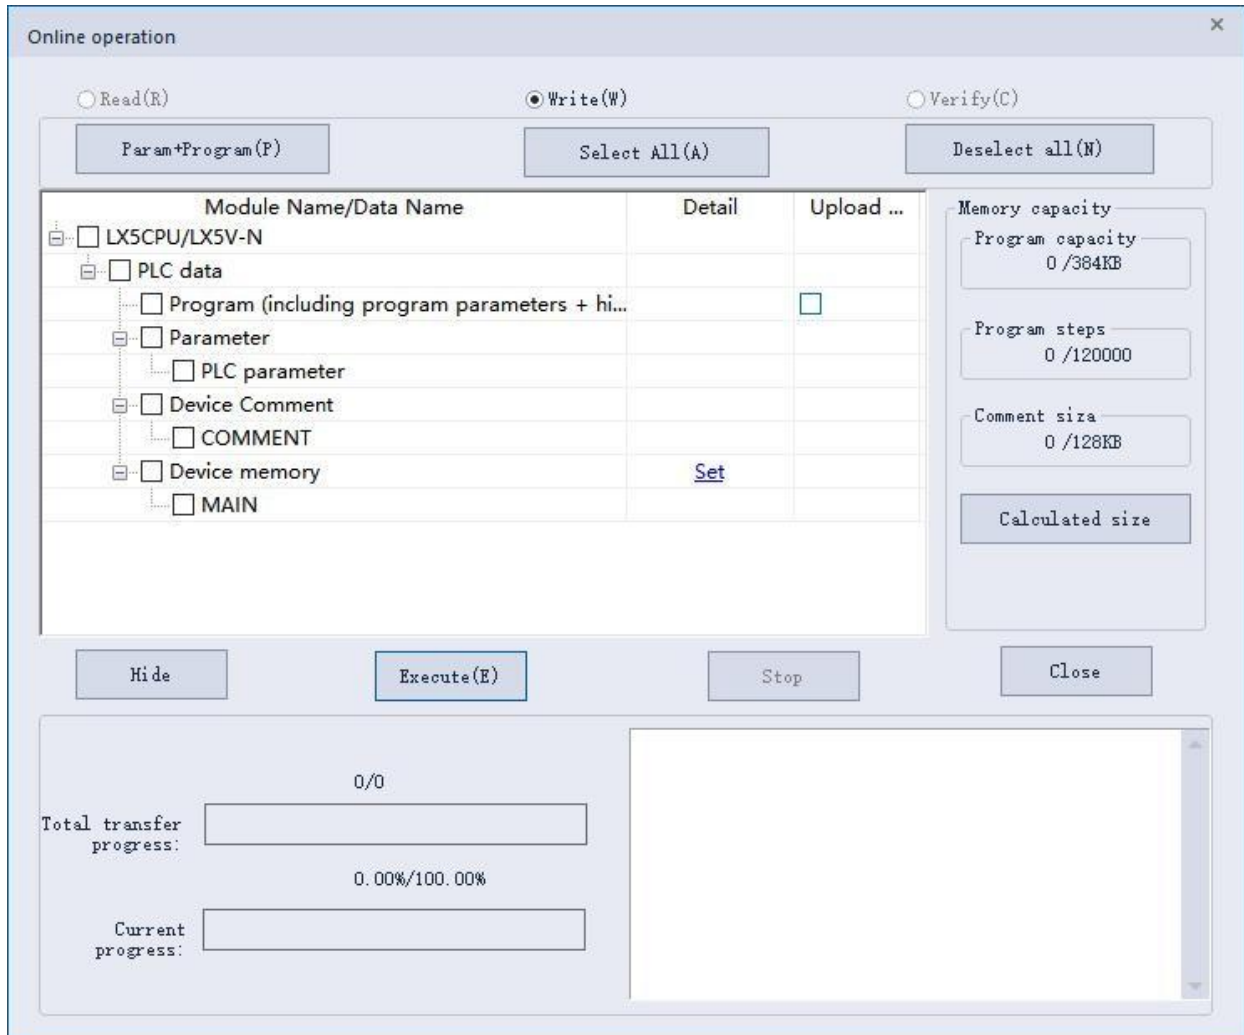 Online operation
Read(R)
Write(W)
Verify(C)
Param+Program(P)
Select All(A)
Deselect all(N)
Module Name/Data Name
Detail
Upload ...
LX5CPU/LX5V-N
PLC data
Program (including program parameters + hi...
Parameter
PLC parameter
Device Comment
COMMENT
Device memory
Set
MAIN
Memory capacity
Program capacity
0 /384KB
Program steps
0 /120000
Comment siza
0 /128KB
Calculated size
Hide
Execute(E)
Stop
Close
0/0
Total transfer
progress:
0.00%/100.00%
Current
progress: